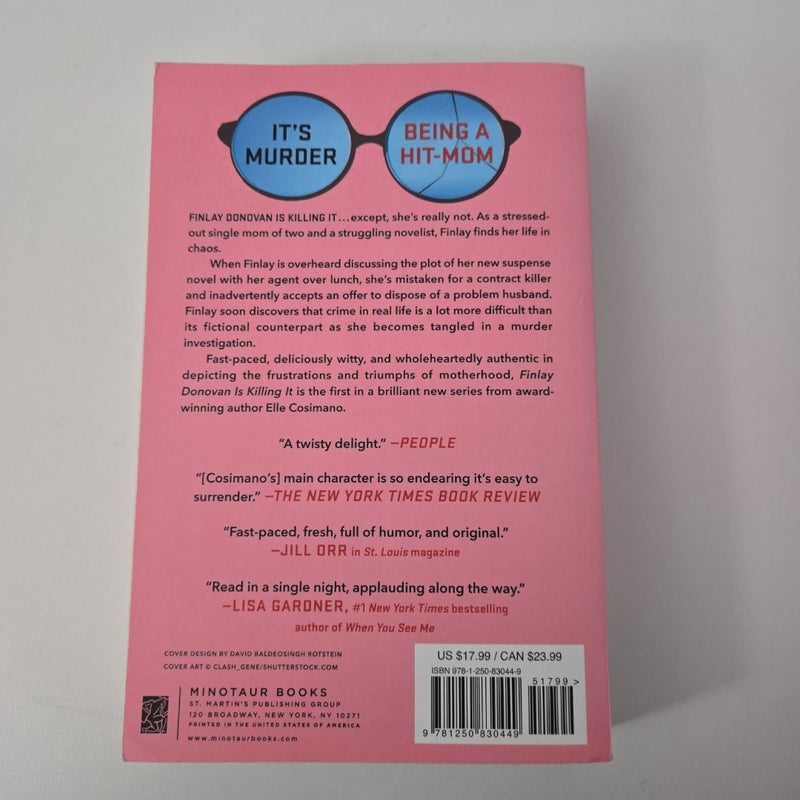 IT'S
MURDER
BEING A
HIT-MOM
FINLAY DONOVAN IS KILLING IT...except, she's really not. As a stressed-
out single mom of two and a struggling novelist, Finlay finds her life in
chaos.
When Finlay is overheard discussing the plot of her new suspense
novel with her agent over lunch, she's mistaken for a contract killer
and inadvertently accepts an offer to dispose of a problem husband.
Finlay soon discovers that crime in real life is a lot more difficult than
its fictional counterpart as she becomes tangled in a murder
investigation.
Fast-paced, deliciously witty, and wholeheartedly authentic in
depicting the frustrations and triumphs of motherhood, Finlay
Donovan Is Killing It is the first in a brilliant new series from award-
winning author Elle Cosimano.
"A twisty delight." —PEOPLE
"[Cosimano's] main character is so endearing it's easy to
surrender." —THE NEW YORK TIMES BOOK REVIEW
"Fast-paced, fresh, full of humor, and original."
—JILL ORR in St. Louis magazine
"Read in a single night, applauding along the way."
—LISA GARDNER, #1 New York Times bestselling
author of When You See Me
COVER DESIGN BY DAVID BALDEOSINGH ROTSTEIN
COVER ART © CLASH_GENE/SHUTTERSTOCK.COM
MINOTAUR BOOKS
ST. MARTIN'S PUBLISHING GROUP
120 BROADWAY, NEW YORK, NY 10271
PRINTED IN THE UNITED STATES OF AMERICA
www.minotaurbooks.com
US $17.99 / CAN $23.99
ISBN 978-1-250-83044-9
51799 >
9 781250 830449